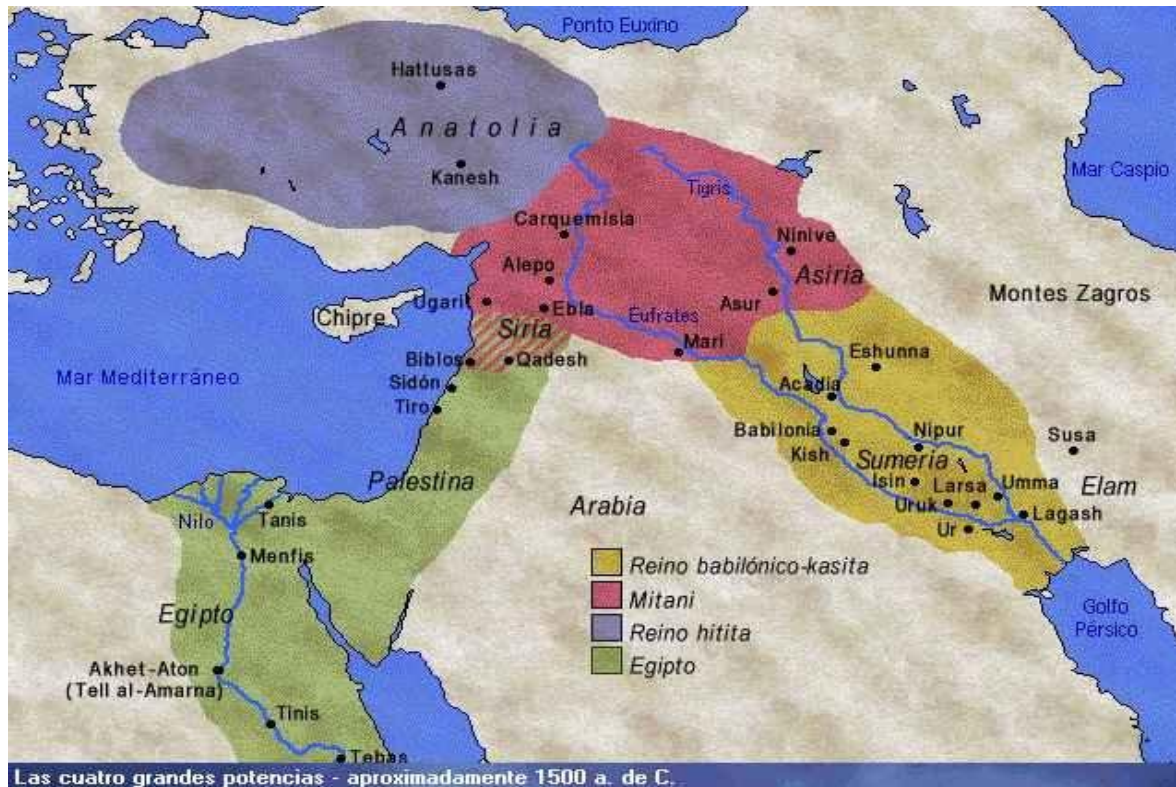 Ponto Euxino
Hattusas
Anatolia
Kanesh
Mar Caspio
Tigris
Carquemisia
Ninive
Alepo
Asiria
Ugarit
Ebla
Asur
Montes Zagros
Chipre
Eufrates
Siria
Mari
Biblos
Qadesh
Eshunna
Mar Mediterráneo
Sidón
Acadia
Tiro
Babilonia
Nipur
Susa
Kish
Sumeria
Palestina
Isin
Larsa
Umma
Elam
Uruk
Lagash
Arabia
Nilo
Tanis
Ur
Menfis
Reino babilónico-kasita
Mitani
Reino hitita
Egipto
Egipto
Golfo
Pérsico
Akhet-Aton
(Tell al-Amarna)
Tinis
Tebas
Las cuatro grandes potencias - aproximadamente 1500 a. de C.